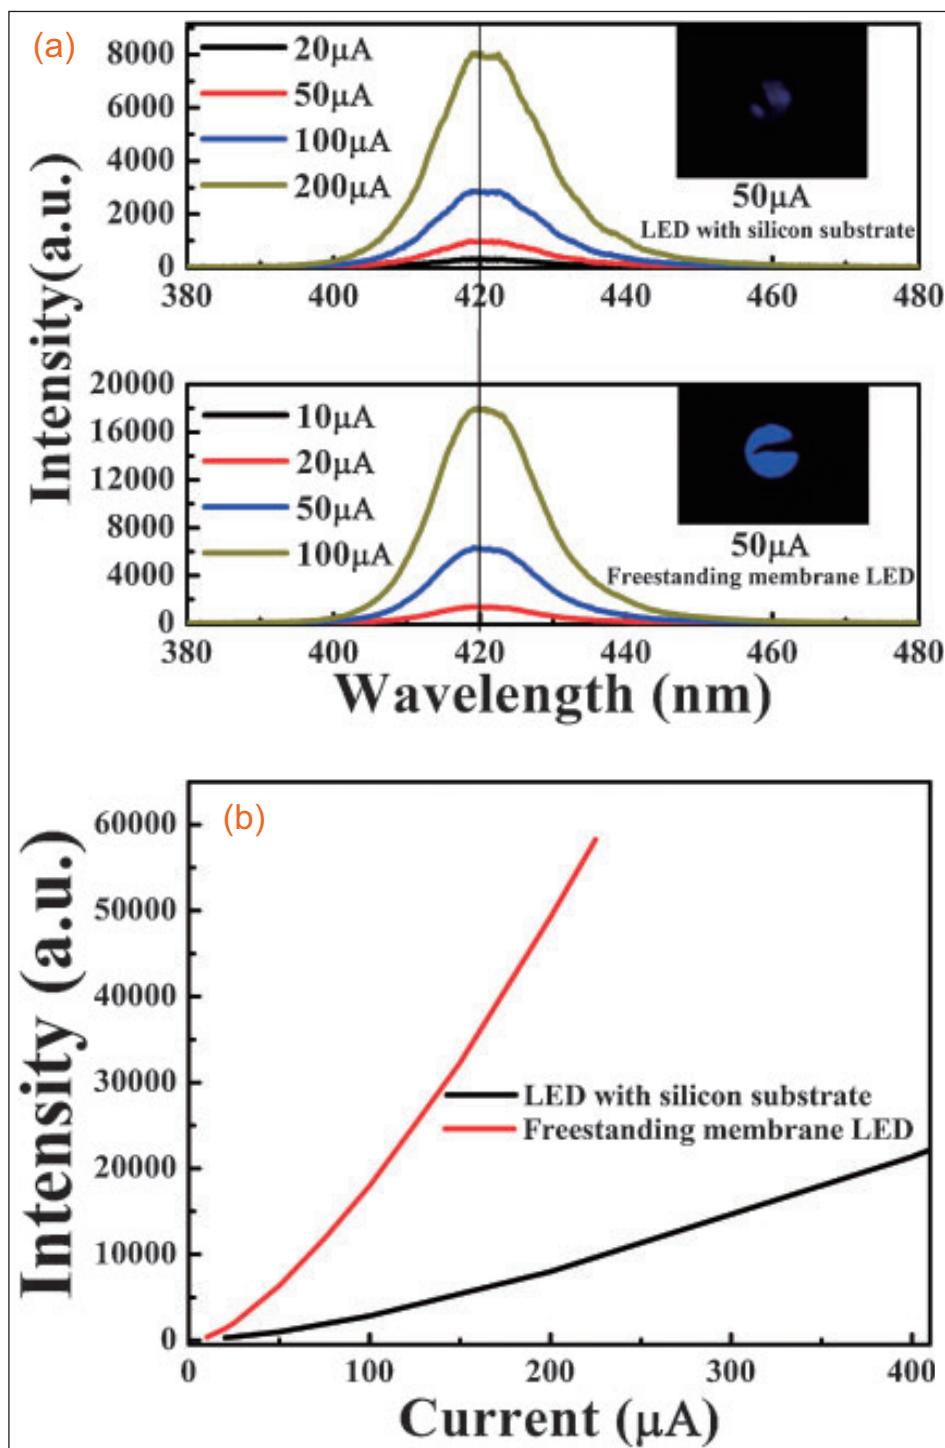 (a)
20μA
50μA
100μA
200μA
8000
6000
4000
2000
0
50μA
LED with silicon substrate
380 400 420 440 460 480
Intensity(a.u.)
20000
16000
12000
8000
4000
0
10μA
20μA
50μA
100μA
50μA
Freestanding membrane LED
380 400 420 440 460 480
Wavelength (nm)
(b)
60000
50000
40000
30000
20000
10000
0
Intensity (a.u.)
LED with silicon substrate
Freestanding membrane LED
0 100 200 300 400
Current (μA)